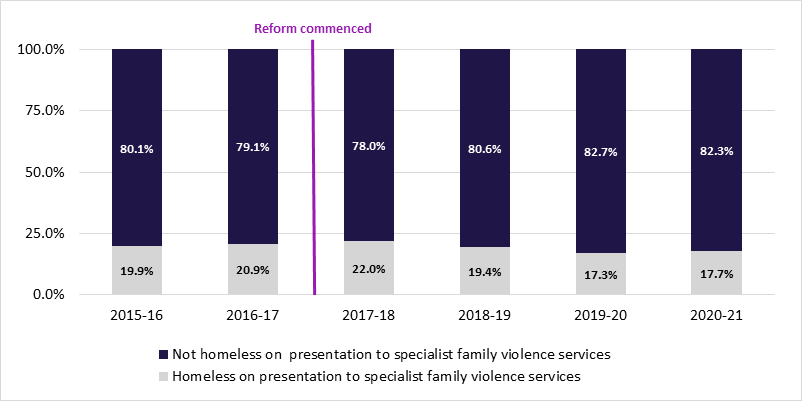 Reform commenced
100.0%
75.0%
50.0%
25.0%
0.0%
80.1% 79.1% 78.0% 80.6% 82.7% 82.3%
19.9% 20.9% 22.0% 19.4% 17.3% 17.7%
2015-16 2016-17 2017-18 2018-19 2019-20 2020-21
Not homeless on presentation to specialist family violence services
Homeless on presentation to specialist family violence services